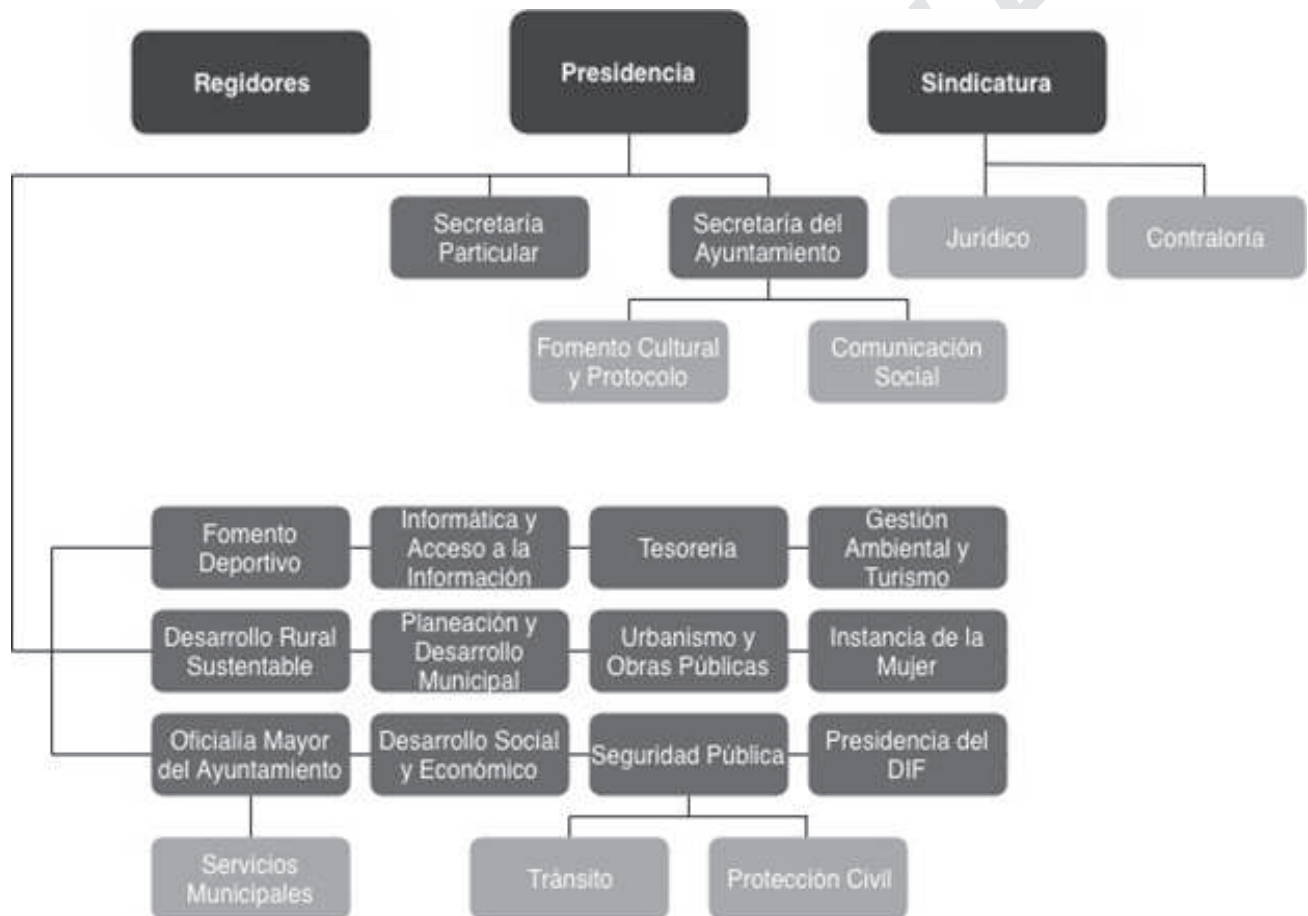 Regidores
Presidencia
Sindicatura
Secretaría
Particular
Secretaría del
Ayuntamiento
Jurídico
Contraloría
Fomento Cultural
y Protocolo
Comunicación
Social
Fomento
Deportivo
Informática y
Acceso a la
Información
Tesorería
Gestión
Ambiental y
Turismo
Desarrollo Rural
Sustentable
Planeación y
Desarrollo
Municipal
Urbanismo y
Obras Públicas
Instancia de la
Mujer
Oficialía Mayor
del Ayuntamiento
Desarrollo Social
y Económico
Seguridad Pública
Presidencia del
DIF
Servicios
Municipales
Trànsito
Protección Civil